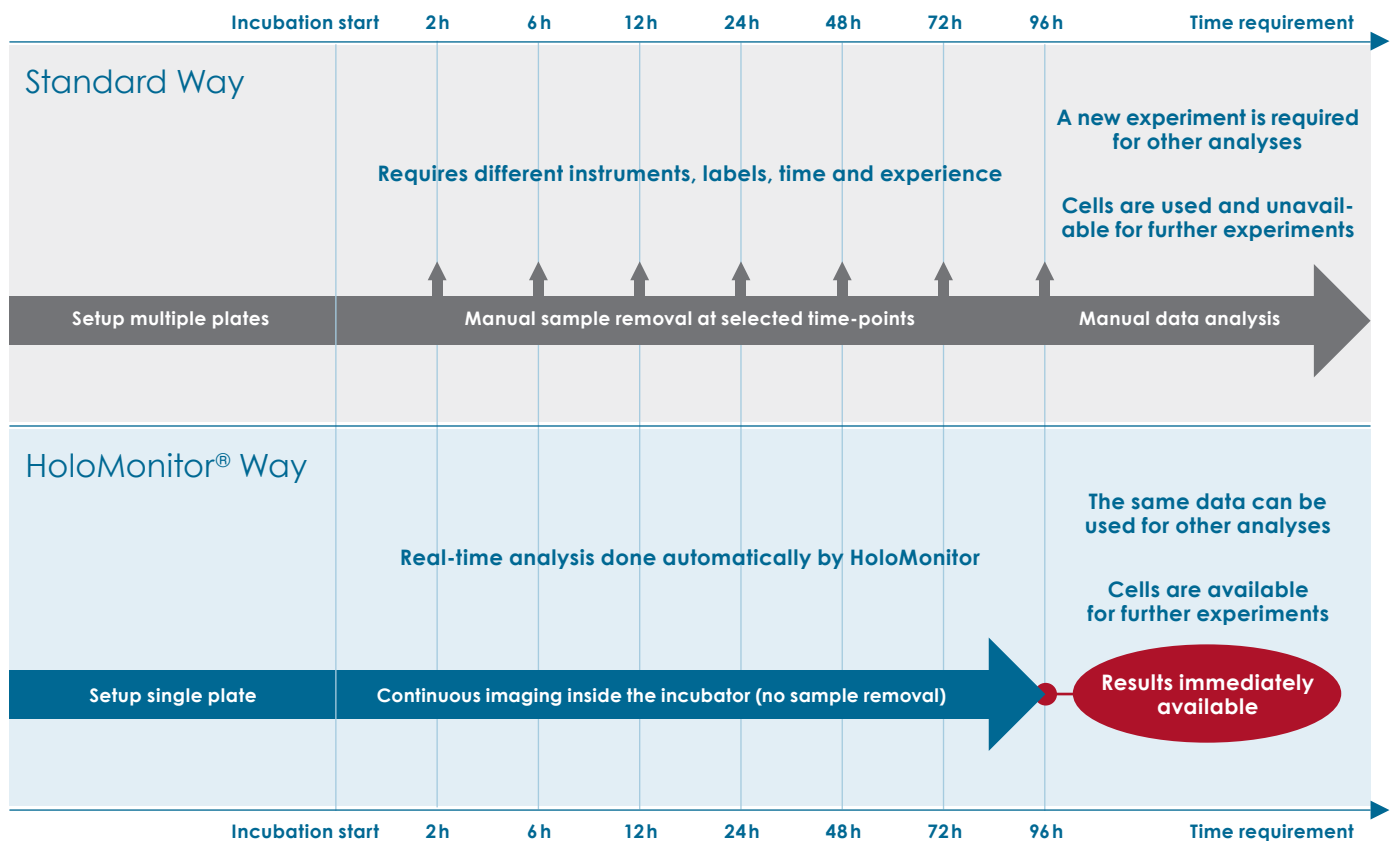 Incubation start 2h 6h 12h 24h 48h 72h 96h Time requirement
Standard Way
A new experiment is required
for other analyses
Requires different instruments, labels, time and experience
Cells are used and unavail-
able for further experiments
Setup multiple plates
Manual sample removal at selected time-points
Manual data analysis
HoloMonitor® Way
The same data can be
used for other analyses
Real-time analysis done automatically by HoloMonitor
Cells are available
for further experiments
Setup single plate
Continuous imaging inside the incubator (no sample removal)
Results immediately
available
Incubation start 2h 6h 12h 24h 48h 72h 96h Time requirement